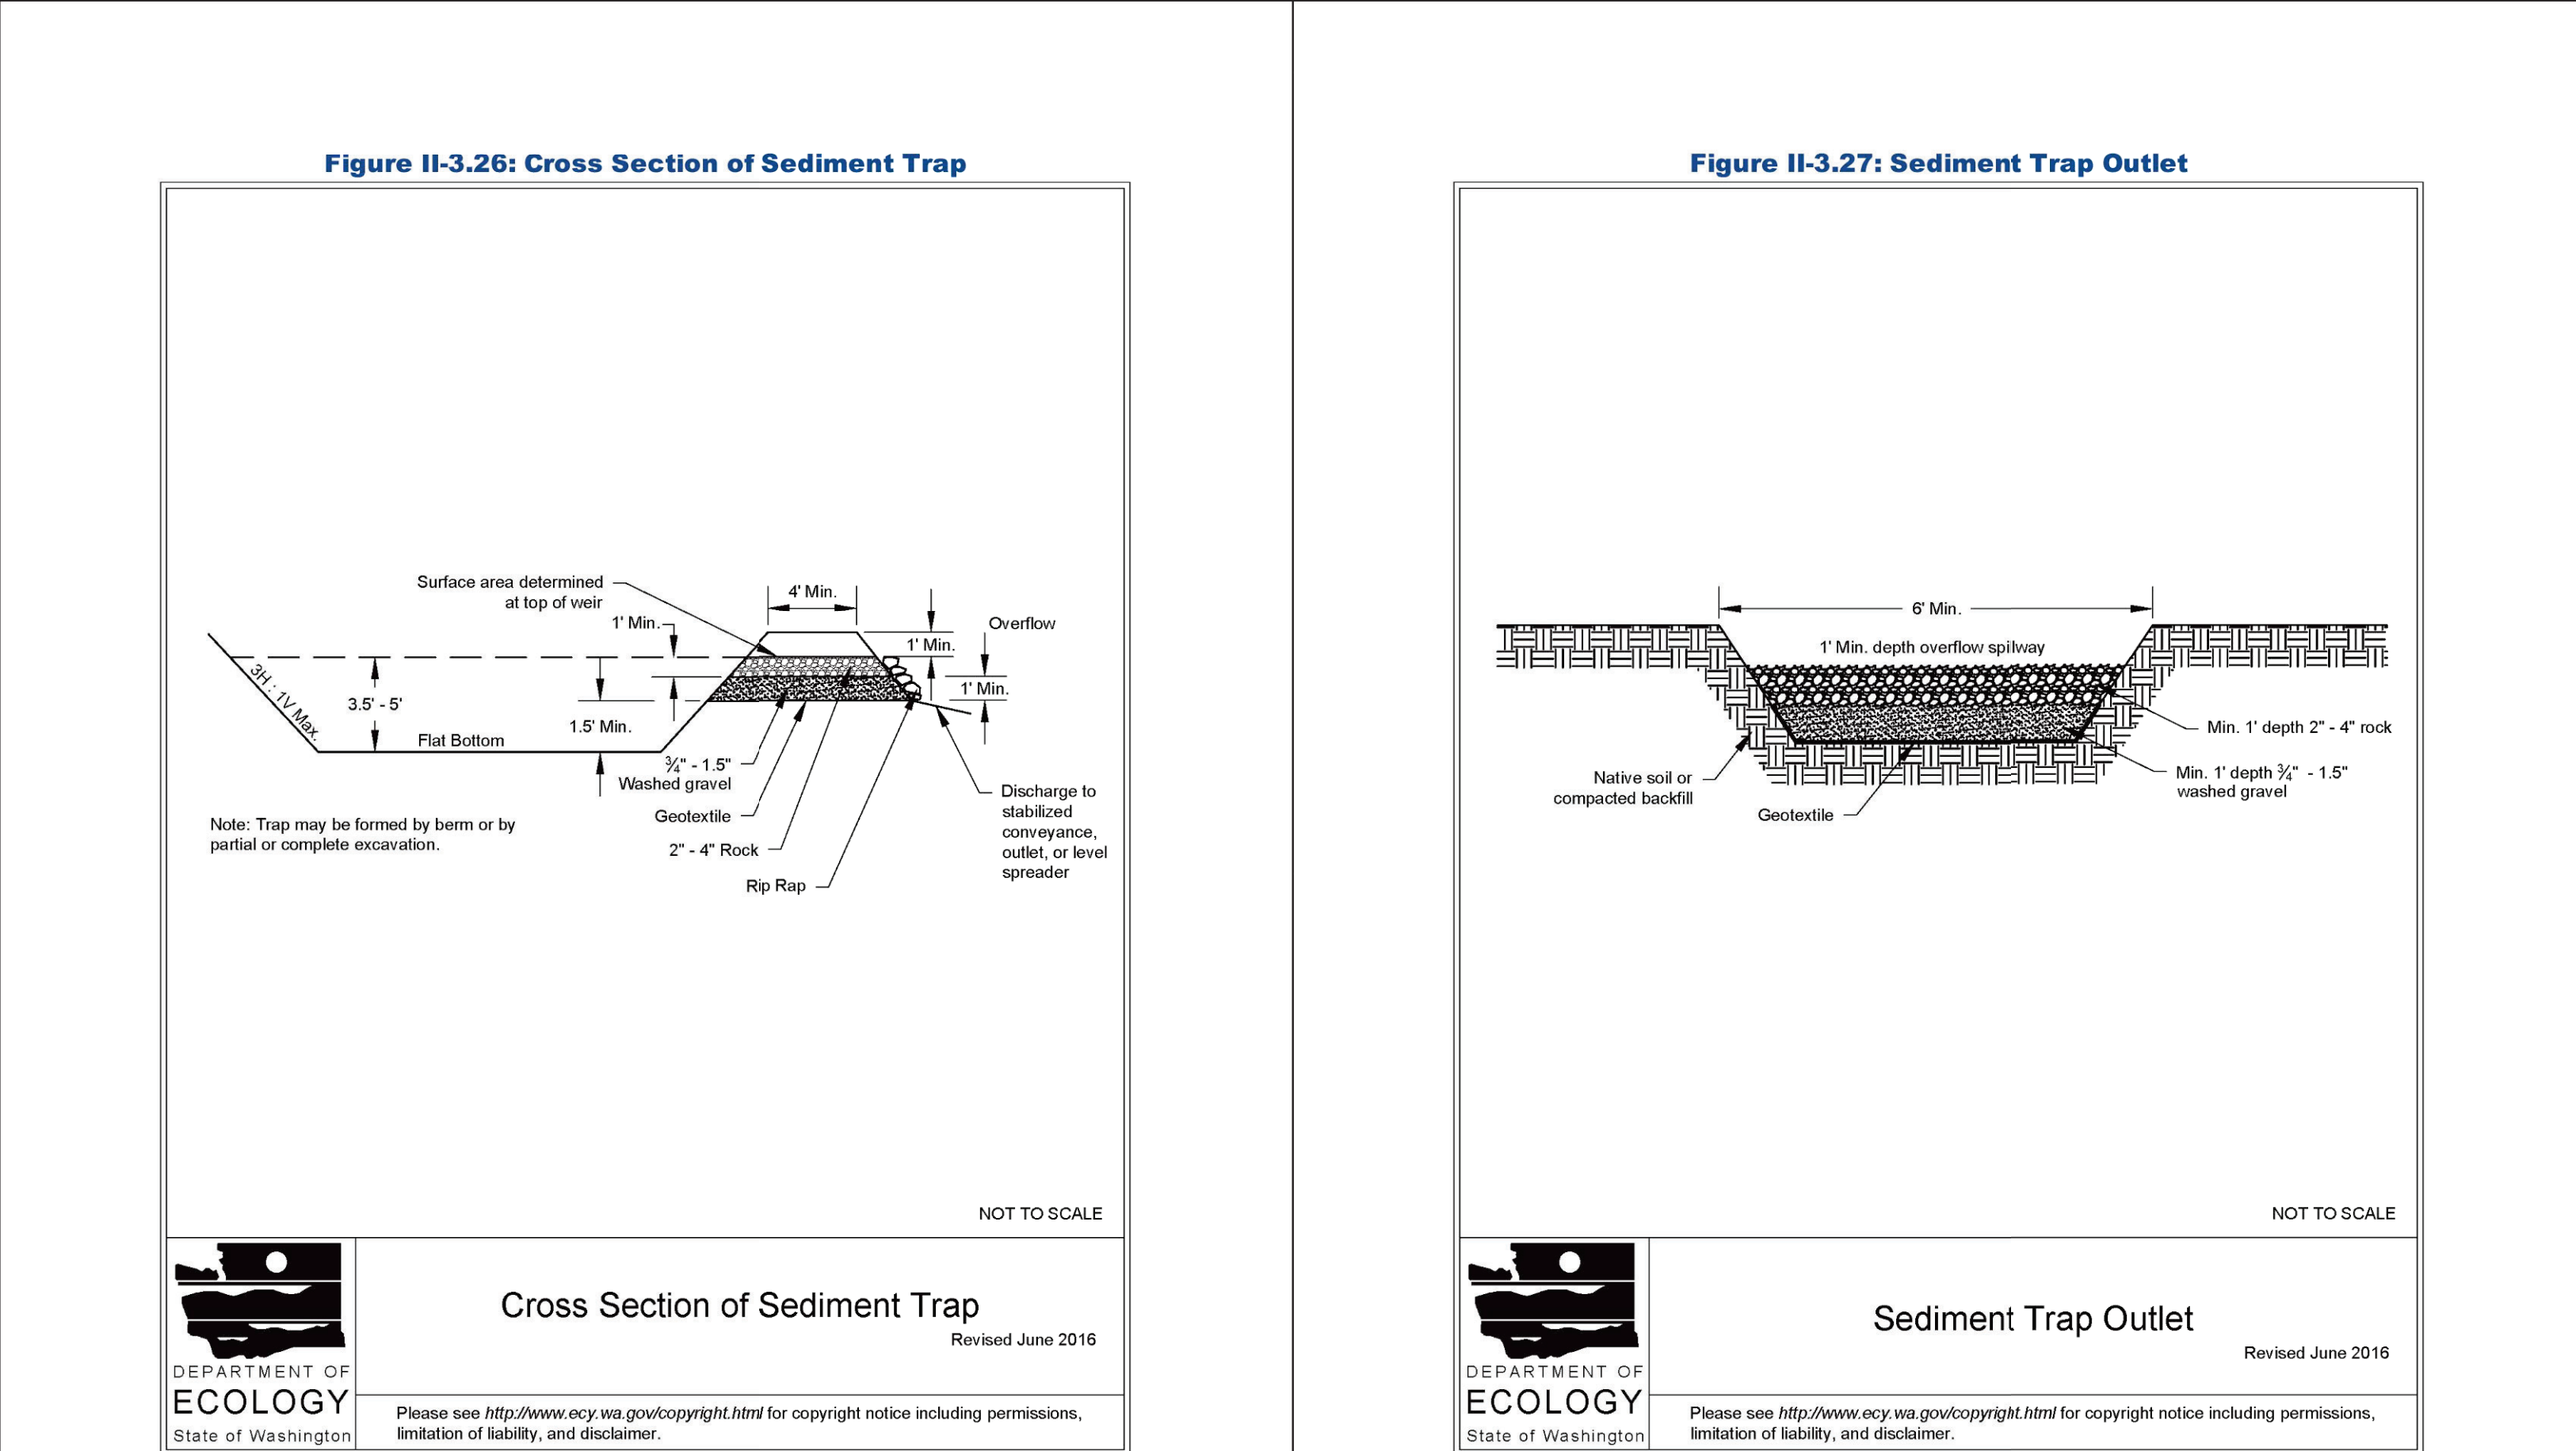 Figure II-3.26: Cross Section of Sediment Trap
Surface area determined
at top of weir
1' Min.
4' Min.
1' Min.
Overflow
1' Min.
3H : 1V Max.
3.5' - 5'
1.5' Min.
Flat Bottom
¾" - 1.5"
Washed gravel
Geotextile
2" - 4" Rock
Rip Rap
Discharge to
stabilized
conveyance,
outlet, or level
spreader
Note: Trap may be formed by berm or by
partial or complete excavation.
NOT TO SCALE
DEPARTMENT OF
ECOLOGY
State of Washington
Cross Section of Sediment Trap
Revised June 2016
Please see http://www.ecy.wa.gov/copyright.html for copyright notice including permissions,
limitation of liability, and disclaimer.
Figure II-3.27: Sediment Trap Outlet
6' Min.
1' Min. depth overflow spilway
Min. 1' depth 2" - 4" rock
Min. 1' depth ¾" - 1.5"
washed gravel
Native soil or
compacted backfill
Geotextile
NOT TO SCALE
DEPARTMENT OF
ECOLOGY
State of Washington
Sediment Trap Outlet
Revised June 2016
Please see http://www.ecy.wa.gov/copyright.html for copyright notice including permissions,
limitation of liability, and disclaimer.